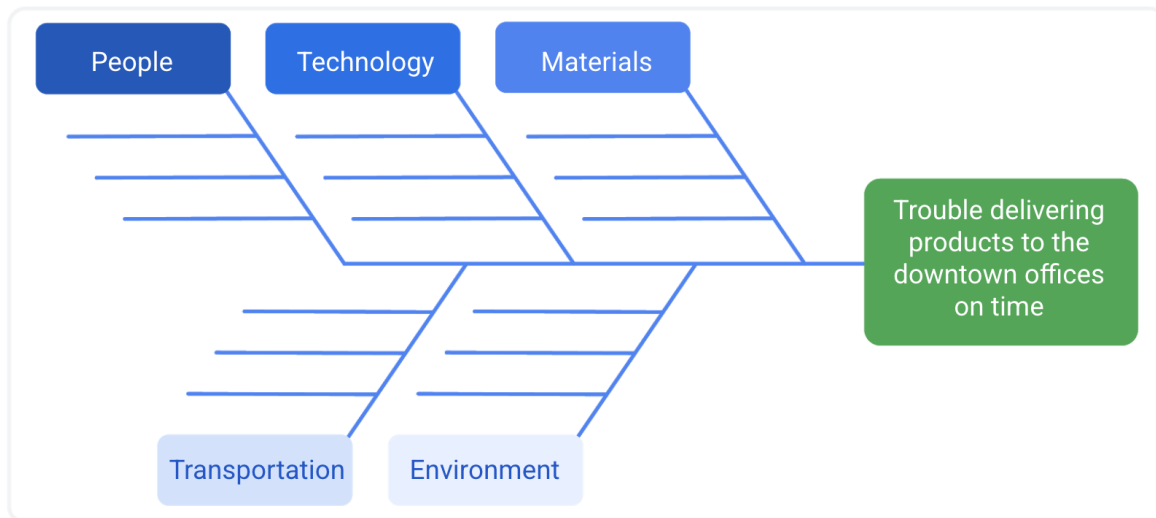 People
Technology
Materials
Trouble delivering
products to the
downtown offices
on time
Transportation
Environment